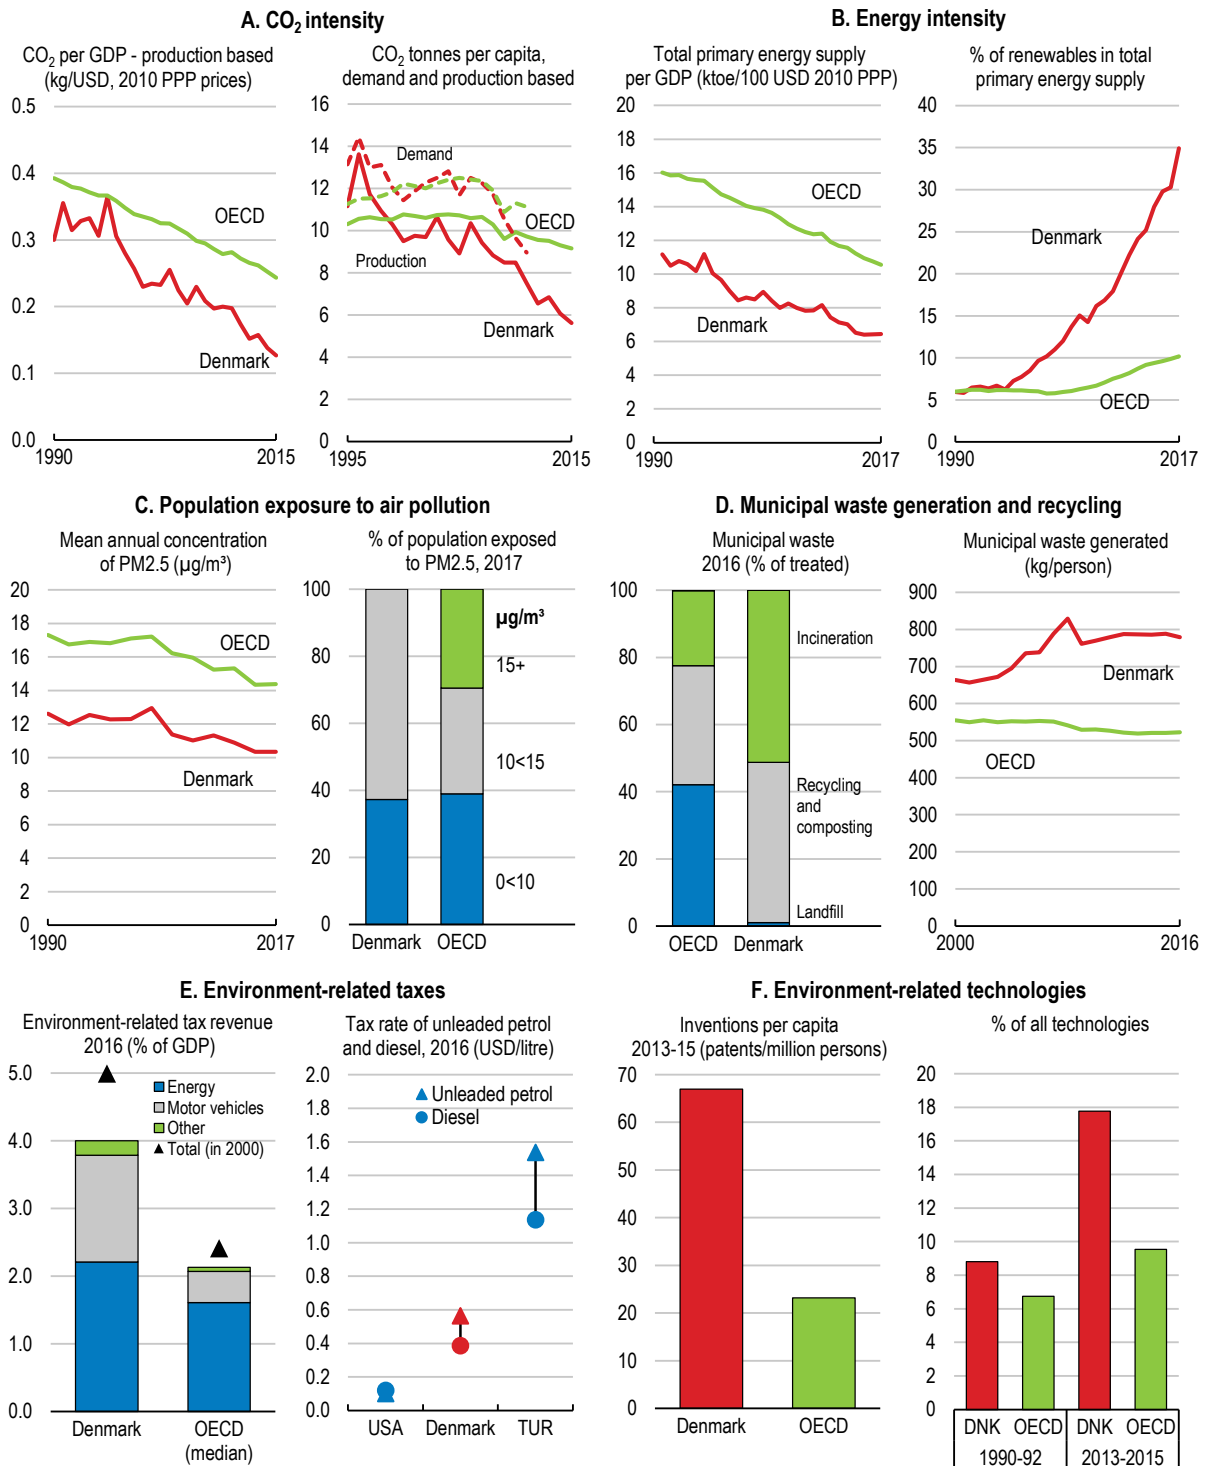 A. CO2 intensity
CO2 per GDP - production based
(kg/USD, 2010 PPP prices)
0.5
0.4
0.3
0.2
0.1
0.0
1990
2015
OECD
Denmark
CO2 tonnes per capita,
demand and production based
16
14
12
10
8
6
4
2
0
1995
2015
Demand
OECD
Production
Denmark
B. Energy intensity
Total primary energy supply
per GDP (ktoe/100 USD 2010 PPP)
20
18
16
14
12
10
8
6
4
2
0
1990
2017
OECD
Denmark
% of renewables in total
primary energy supply
40
35
30
25
20
15
10
5
0
1990
2017
Denmark
OECD
C. Population exposure to air pollution
Mean annual concentration
of PM2.5 (µg/m³)
20
18
16
14
12
10
8
6
4
2
0
1990
2017
OECD
Denmark
% of population exposed
to PM2.5, 2017
100
80
60
40
20
0
µg/m³
15+
10<15
0<10
Denmark
OECD
D. Municipal waste generation and recycling
Municipal waste
2016 (% of treated)
100
80
60
40
20
0
Incineration
Recycling
and
composting
Landfill
OECD
Denmark
Municipal waste generated
(kg/person)
900
800
700
600
500
400
300
200
100
0
2000
2016
Denmark
OECD
E. Environment-related taxes
Environment-related tax revenue
2016 (% of GDP)
5.0
4.0
3.0
2.0
1.0
0.0
Energy
Motor vehicles
Other
Total (in 2000)
Denmark
OECD
(median)
Tax rate of unleaded petrol
and diesel, 2016 (USD/litre)
2.0
1.8
1.6
1.4
1.2
1.0
0.8
0.6
0.4
0.2
0.0
Unleaded petrol
Diesel
USA
Denmark
TUR
F. Environment-related technologies
Inventions per capita
2013-15 (patents/million persons)
70
60
50
40
30
20
10
0
Denmark
OECD
% of all technologies
20
18
16
14
12
10
8
6
4
2
0
DNK
OECD
DNK
OECD
1990-92
2013-2015